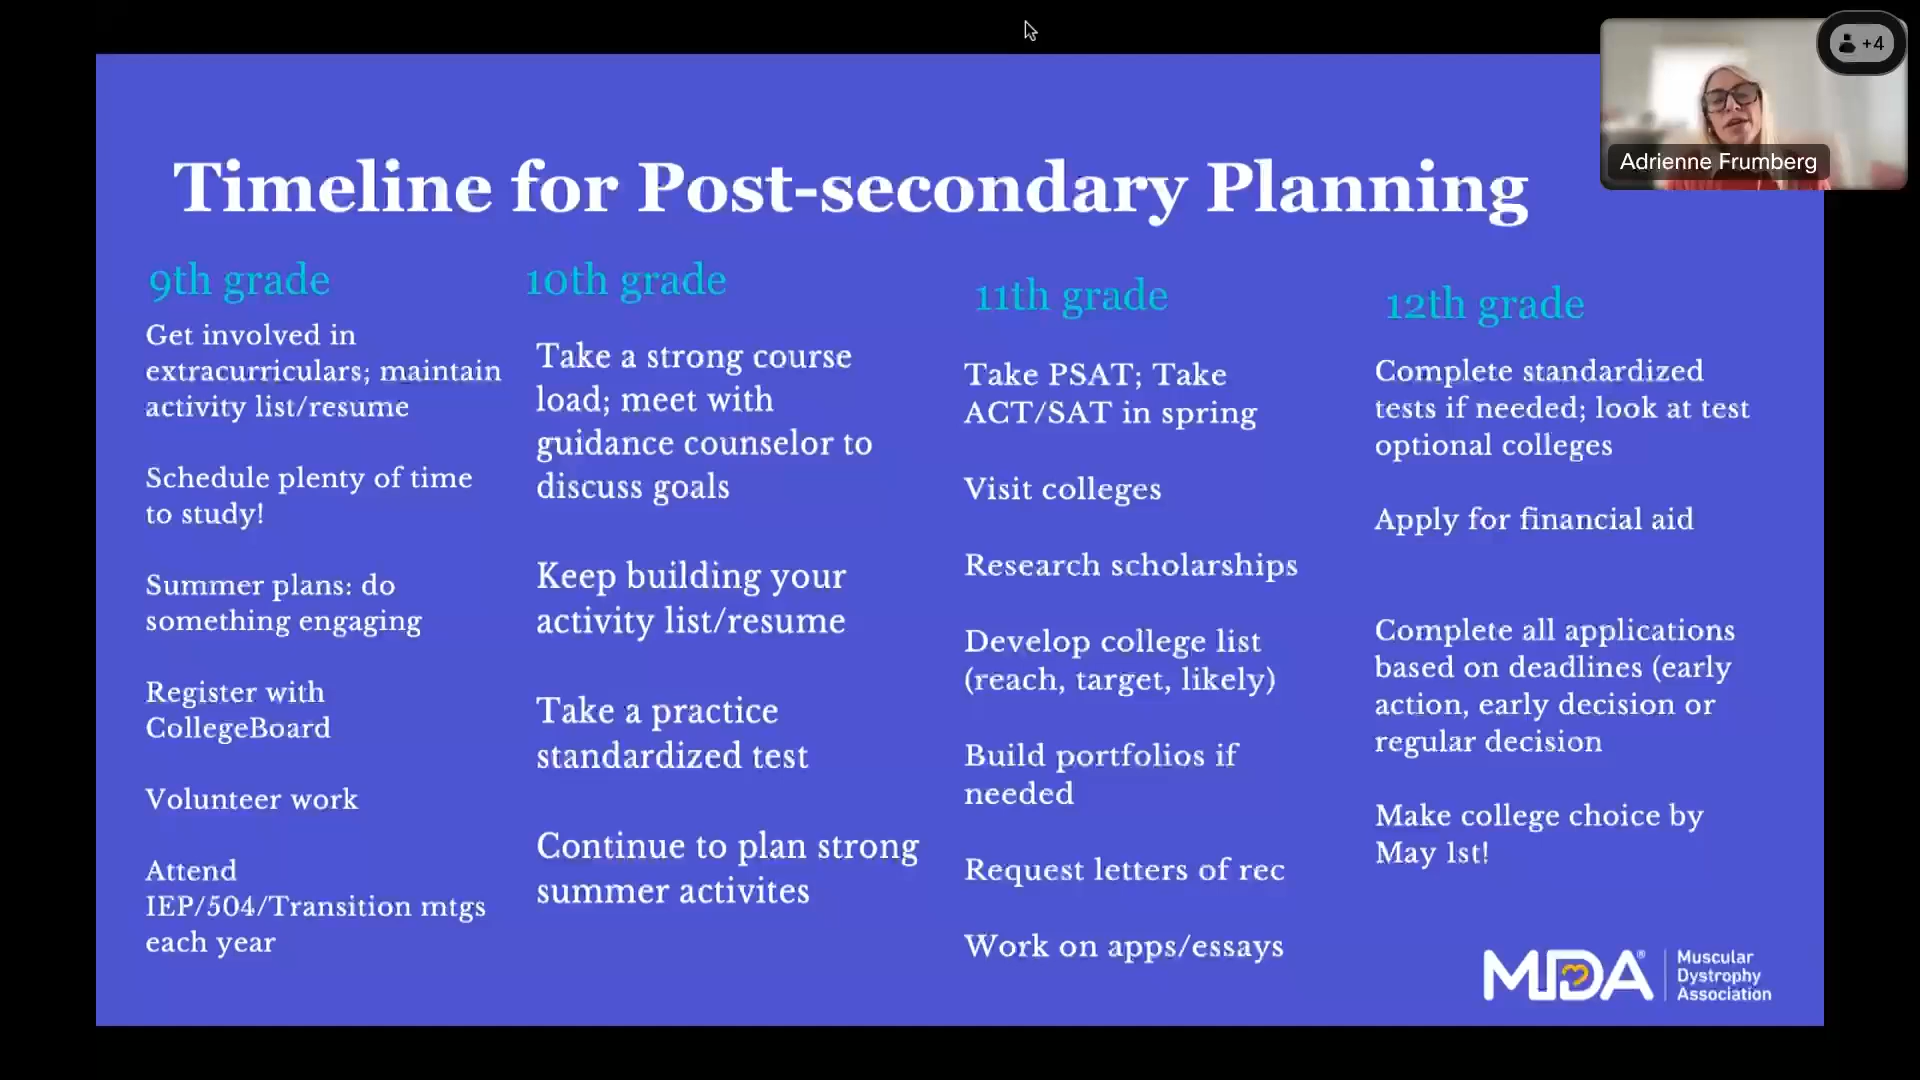 +4
Adrienne Frumberg
Timeline for Post-secondary Planning
9th grade
Get involved in
extracurriculars; maintain
activity list/resume
Schedule plenty of time
to study!
Summer plans: do
something engaging
Register with
CollegeBoard
Volunteer work
Attend
IEP/504/Transition mtgs
each year
10th grade
Take a strong course
load; meet with
guidance counselor to
discuss goals
Keep building your
activity list/resume
Take a practice
standardized test
Continue to plan strong
summer activites
11th grade
Take PSAT; Take
ACT/SAT in spring
Visit colleges
Research scholarships
Develop college list
(reach, target, likely)
Build portfolios if
needed
Request letters of rec
Work on apps/essays
12th grade
Complete standardized
tests if needed; look at test
optional colleges
Apply for financial aid
Complete all applications
based on deadlines (early
action, early decision or
regular decision
Make college choice by
May 1st!
MDA®
Muscular
Dystrophy
Association